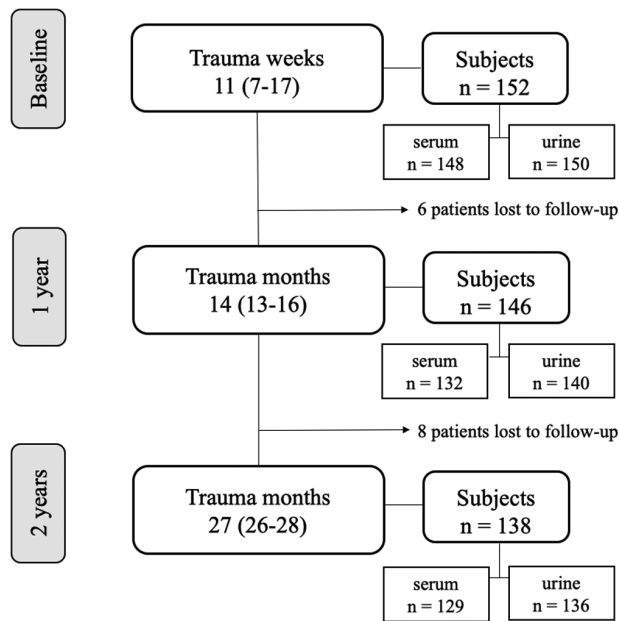 Baseline
Trauma weeks
11 (7-17)
Subjects
n = 152
serum
n = 148
urine
n = 150
6 patients lost to follow-up
1 year
Trauma months
14 (13-16)
Subjects
n = 146
serum
n = 132
urine
n = 140
8 patients lost to follow-up
2 years
Trauma months
27 (26-28)
Subjects
n = 138
serum
n = 129
urine
n = 136